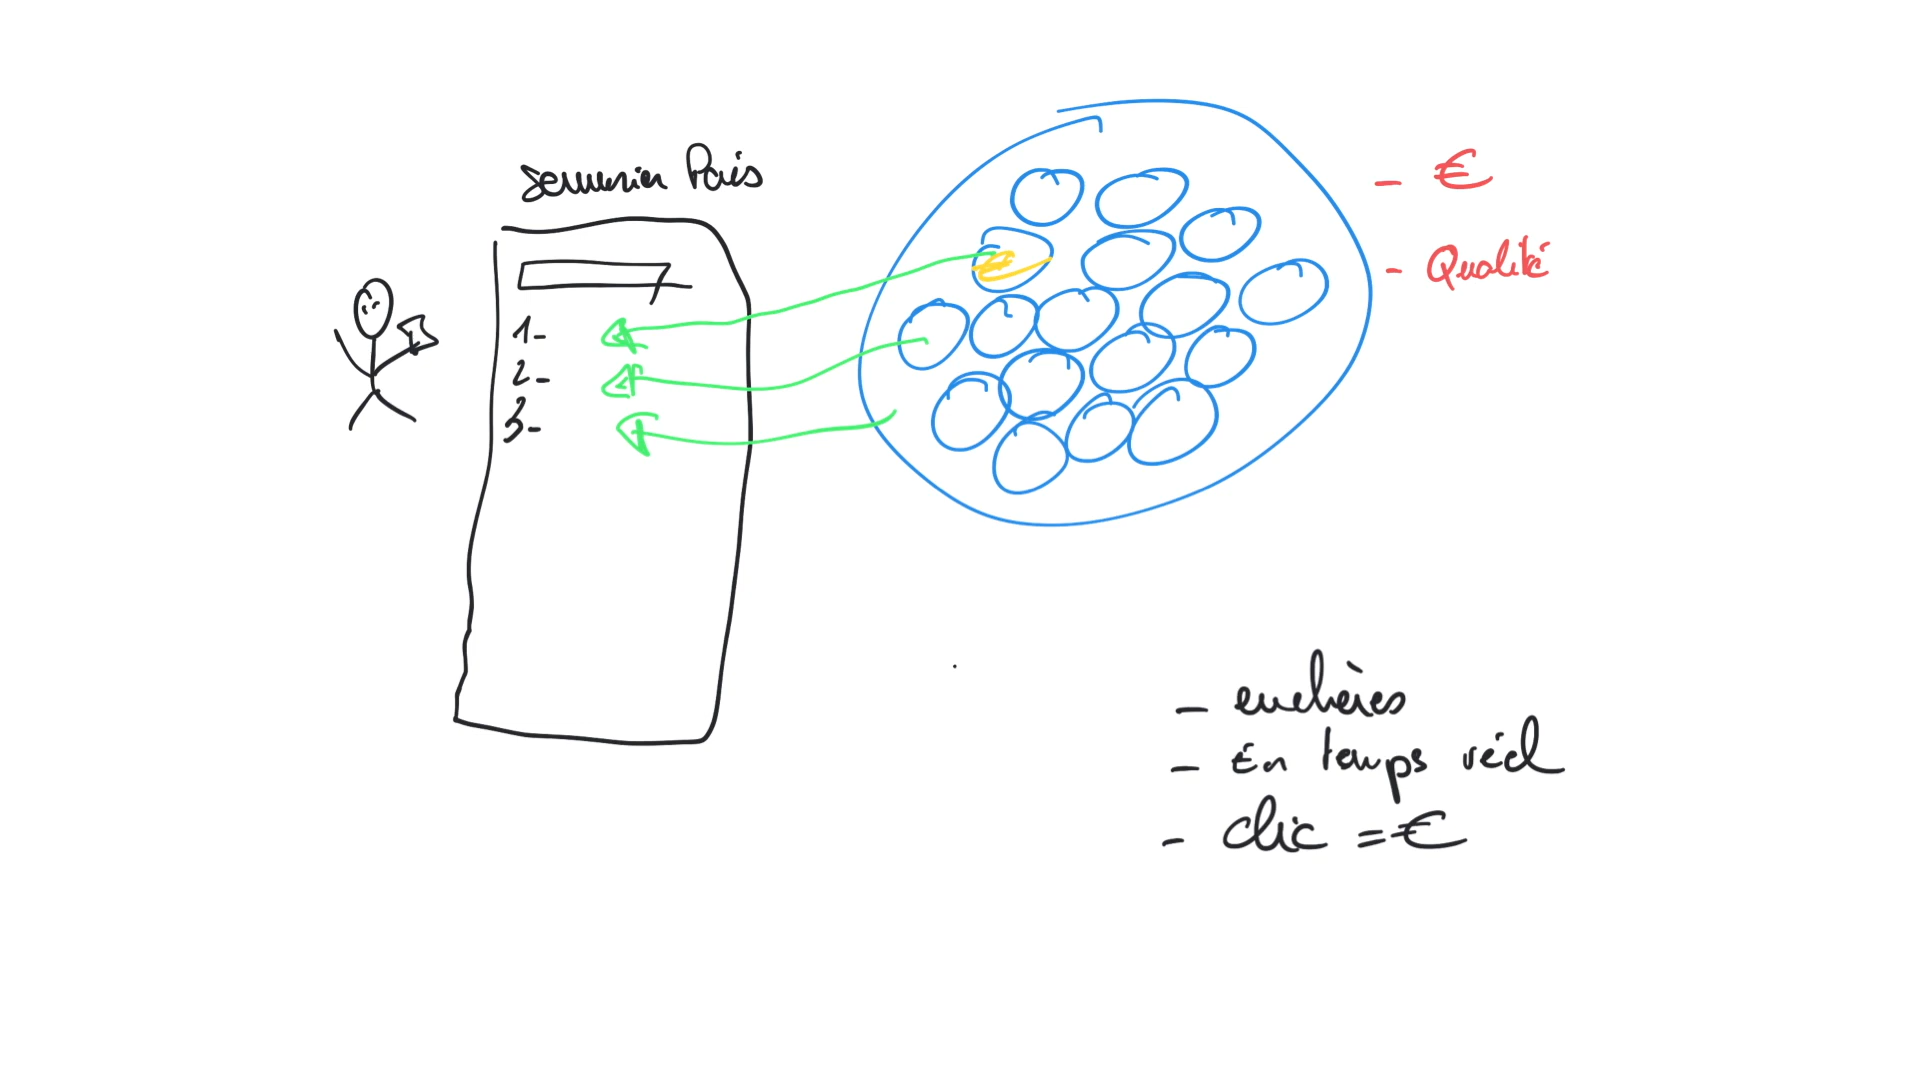 Serrurier Paris
1-
2-
3-
- €
- Qualité
- enchères
- En temps réel
- clic = €